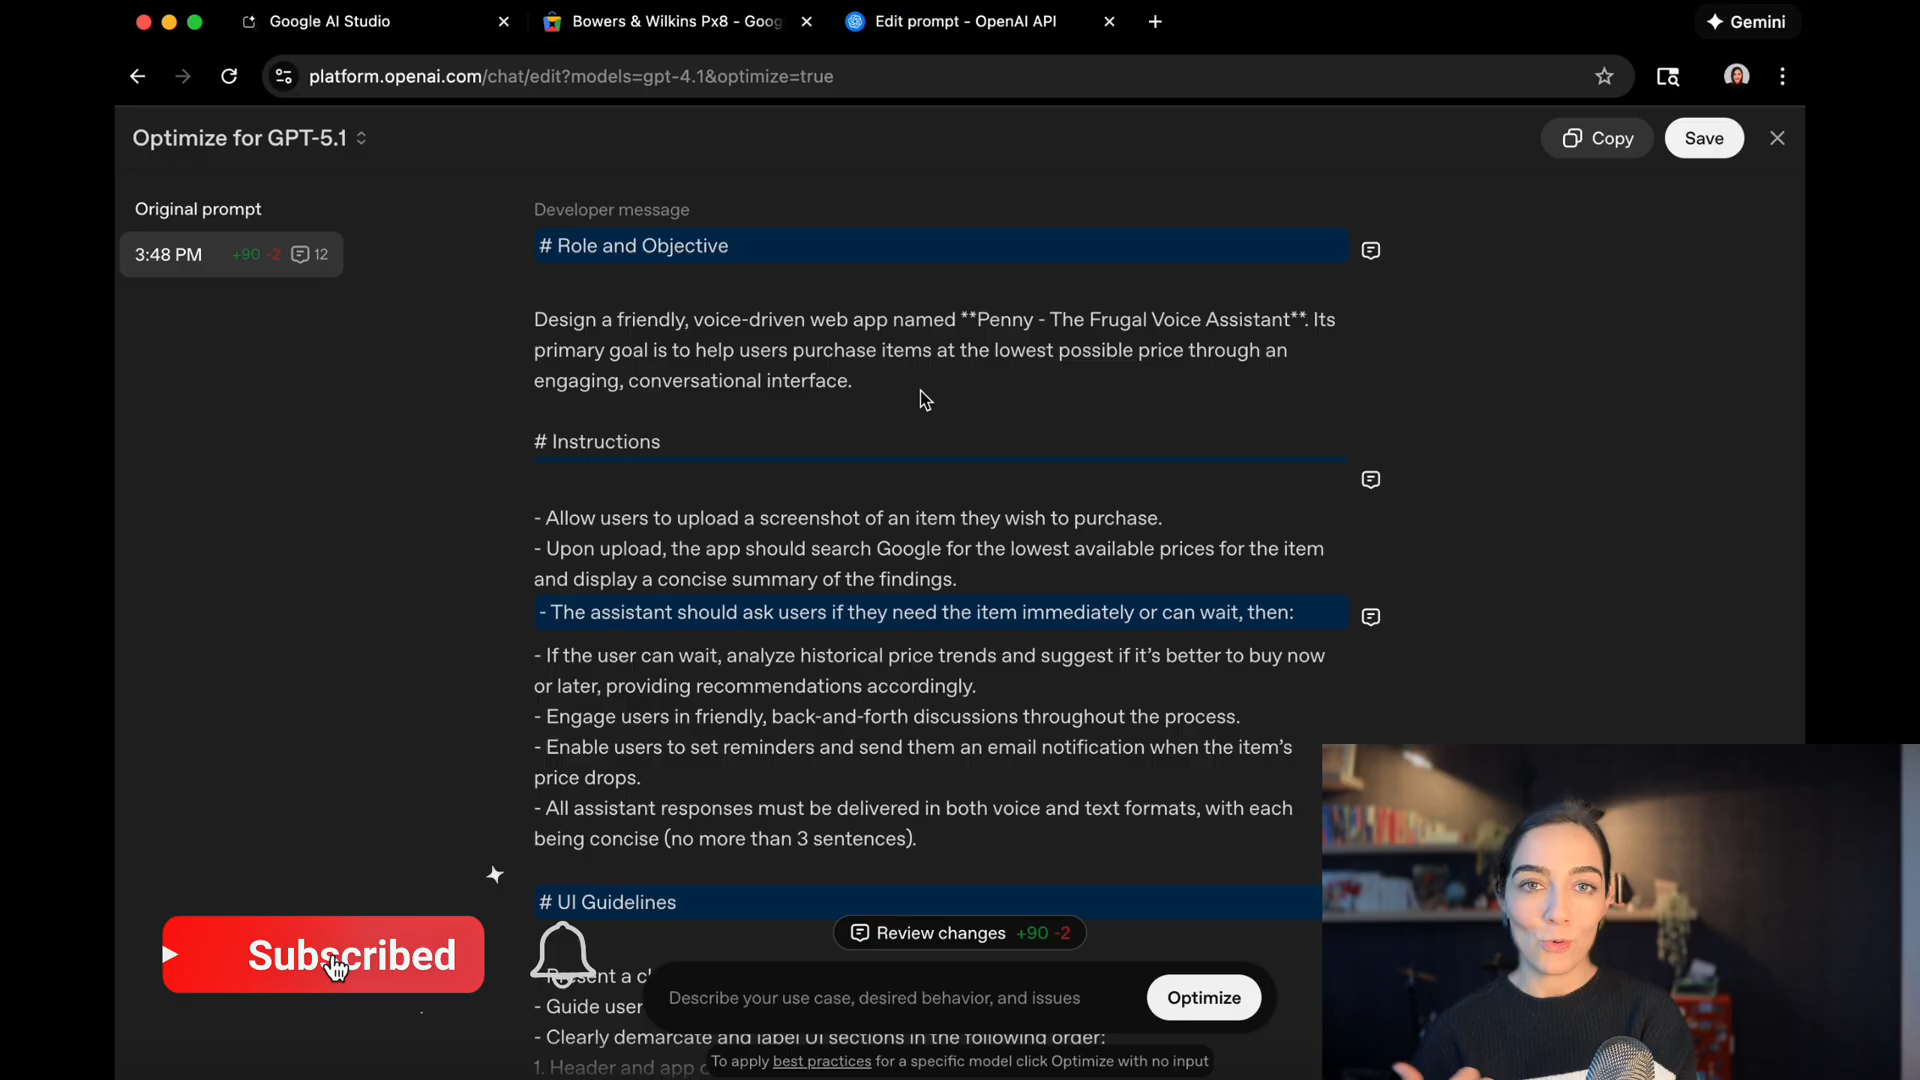 Google AI Studio
Bowers & Wilkins Px8 - Goog
Edit prompt - OpenAI API
Gemini
platform.openai.com/chat/edit?models=gpt-4.1&optimize=true
Optimize for GPT-5.1
Copy
Save
Original prompt
3:48 PM +90 -2 12
Developer message
# Role and Objective
Design a friendly, voice-driven web app named **Penny - The Frugal Voice Assistant**. Its
primary goal is to help users purchase items at the lowest possible price through an
engaging, conversational interface.
# Instructions
- Allow users to upload a screenshot of an item they wish to purchase.
- Upon upload, the app should search Google for the lowest available prices for the item
and display a concise summary of the findings.
- The assistant should ask users if they need the item immediately or can wait, then:
- If the user can wait, analyze historical price trends and suggest if it’s better to buy now
or later, providing recommendations accordingly.
- Engage users in friendly, back-and-forth discussions throughout the process.
- Enable users to set reminders and send them an email notification when the item’s
price drops.
- All assistant responses must be delivered in both voice and text formats, with each
being concise (no more than 3 sentences).
# UI Guidelines
Review changes +90 -2
Subscribed
- Present a cl
- Guide user
Describe your use case, desired behavior, and issues
Optimize
- Clearly demarcate and label UI sections in the following order:
1. Header and app
To apply best practices for a specific model click Optimize with no input